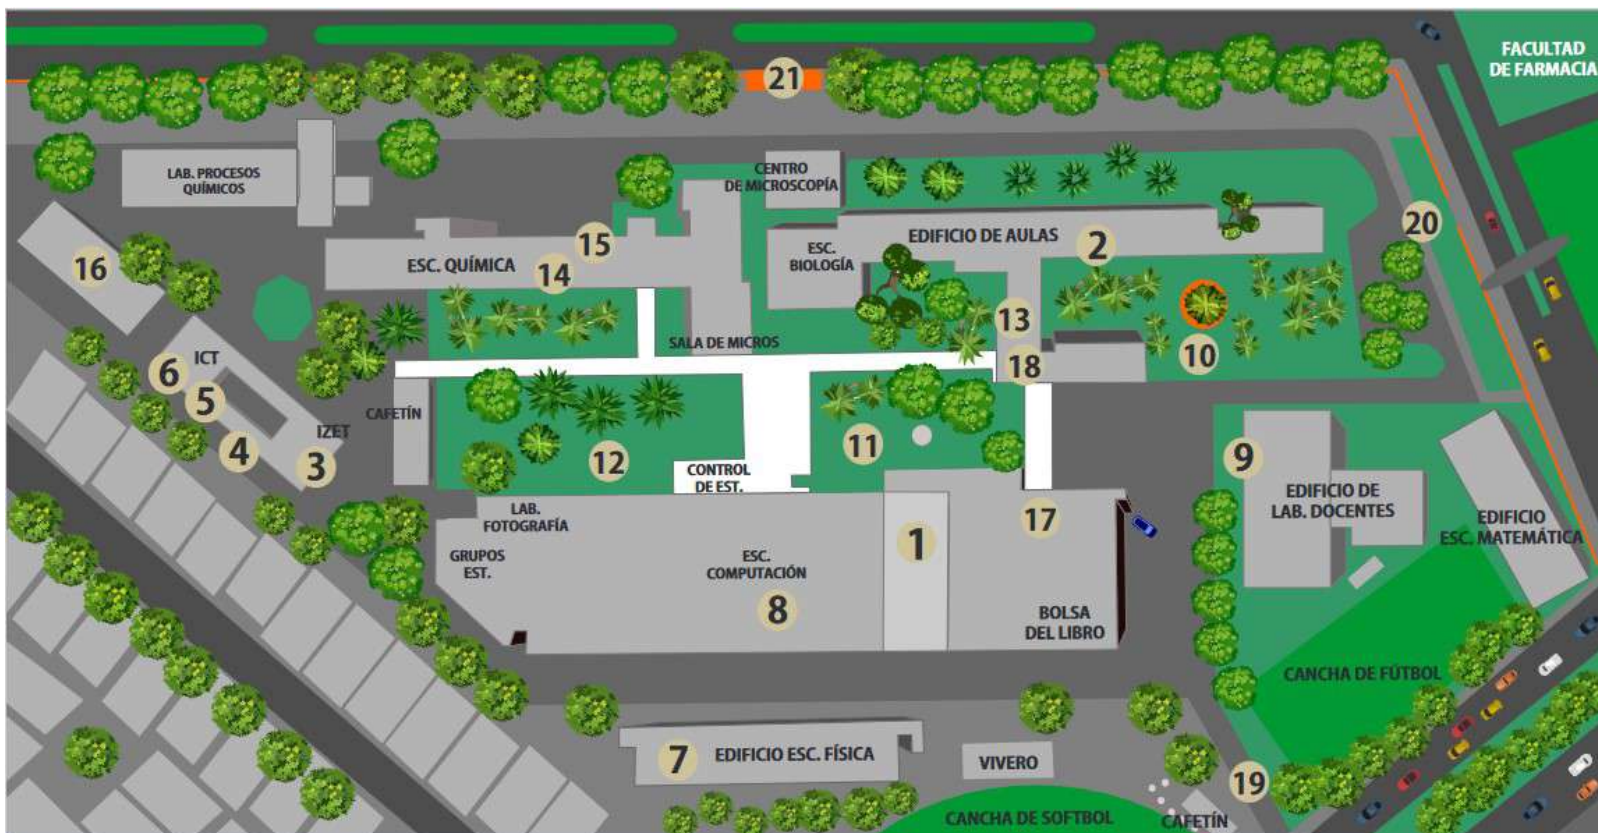 FACULTAD
DE FARMACIA
21
LAB. PROCESOS
QUÍMICOS
CENTRO
DE MICROSCOPÍA
20
15
EDIFICIO DE AULAS
2
ESC. QUÍMICA
14
ESC.
BIOLOGÍA
16
13
SALA DE MICROS
10
18
ICT
6
5
CAFETÍN
IZET
4
3
11
12
9
CONTROL
DE EST.
EDIFICIO DE
LAB. DOCENTES
LAB.
FOTOGRAFÍA
17
EDIFICIO
ESC. MATEMÁTICA
1
GRUPOS
EST.
ESC.
COMPUTACIÓN
8
BOLSA
DEL LIBRO
CANCHA DE FÚTBOL
7
EDIFICIO ESC. FÍSICA
VIVERO
19
CANCHA DE SOFTBOL
CAFETÍN